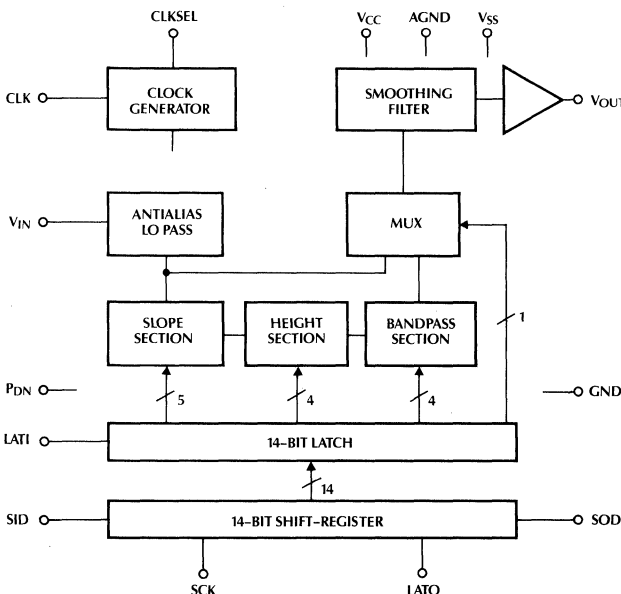 CLKSEL
VCC AGND VSS
CLK
CLOCK
GENERATOR
SMOOTHING
FILTER
VOUT
VIN
ANTIALIAS
LO PASS
MUX
SLOPE
SECTION
HEIGHT
SECTION
BANDPASS
SECTION
1
PDN
5
4
4
GND
LATI
14-BIT LATCH
14
SID
14-BIT SHIFT-REGISTER
SOD
SCK
LATO